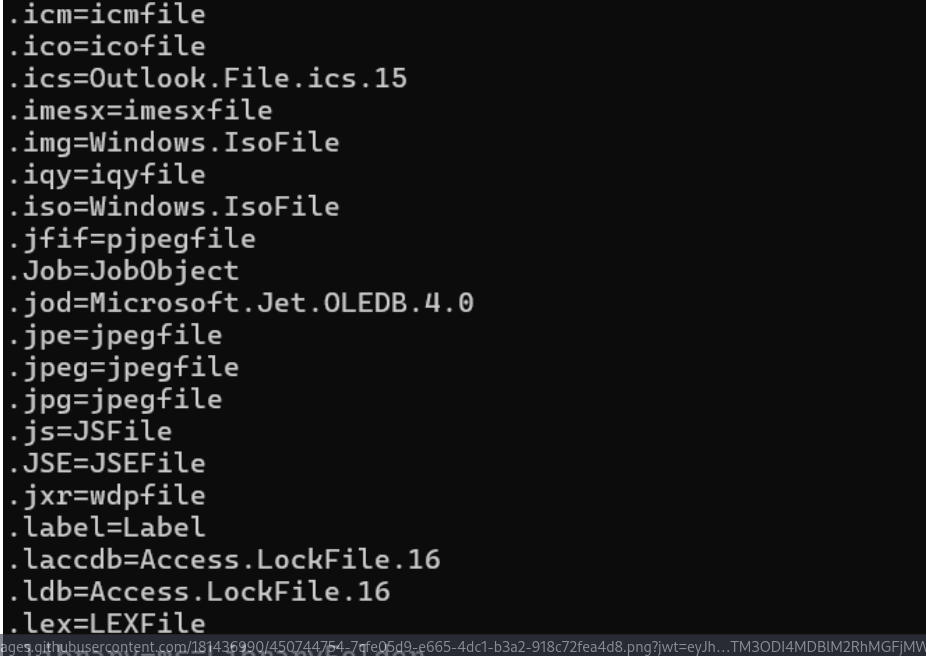 .icm=icmfile
.ico=icofile
.ics=Outlook.File.ics.15
.imesx=imesxfile
.img=Windows.IsoFile
.iqy=iqyfile
.iso=Windows.IsoFile
.jfif=pjpegfile
.Job=JobObject
.jod=Microsoft.Jet.OLEDB.4.0
.jpe=jpegfile
.jpeg=jpegfile
.jpg=jpegfile
.js=JSFile
.JSE=JSEFile
.jxr=wdpfile
.label=Label
.laccdb=Access.LockFile.16
.ldb=Access.LockFile.16
.lex=LEXFile
ages.githubusercontent.com/181436990/450744754-7cfe05d9-e665-4dc1-b3a2-918c72fea4d8.png?jwt=eyJh...TM3ODI4MDBlM2RhMGFjMW